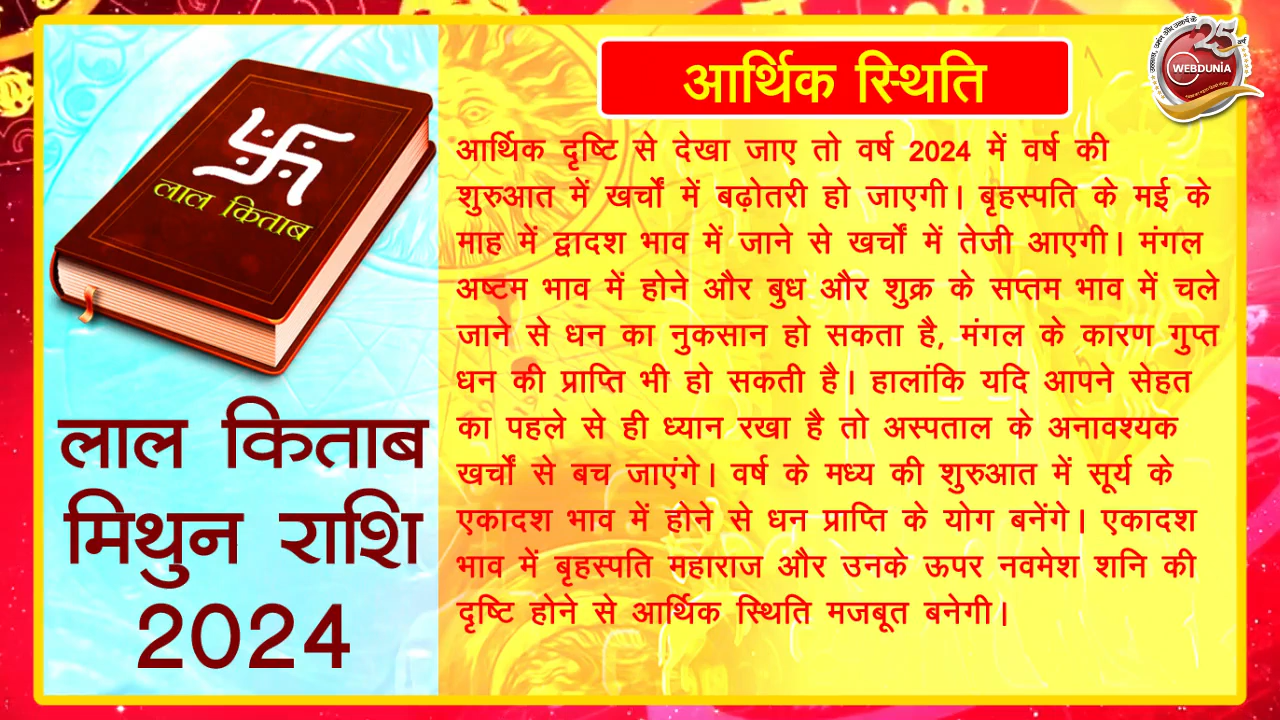 25
वर्ष
WEBDUNIA
आर्थिक स्थिति
लाल किताब
आर्थिक दृष्टि से देखा जाए तो वर्ष 2024 में वर्ष की
शुरुआत में खर्चों में बढ़ोतरी हो जाएगी। बृहस्पति के मई के
माह में द्वादश भाव में जाने से खर्चों में तेजी आएगी। मंगल
अष्टम भाव में होने और बुध और शुक्र के सप्तम भाव में चले
जाने से धन का नुकसान हो सकता है, मंगल के कारण गुप्त
धन की प्राप्ति भी हो सकती है। हालांकि यदि आपने सेहत
का पहले से ही ध्यान रखा है तो अस्पताल के अनावश्यक
खर्चों से बच जाएंगे। वर्ष के मध्य की शुरुआत में सूर्य के
एकादश भाव में होने से धन प्राप्ति के योग बनेंगे। एकादश
भाव में बृहस्पति महाराज और उनके ऊपर नवमेश शनि की
दृष्टि होने से आर्थिक स्थिति मजबूत बनेगी।
लाल किताब
मिथुन राशि
2024